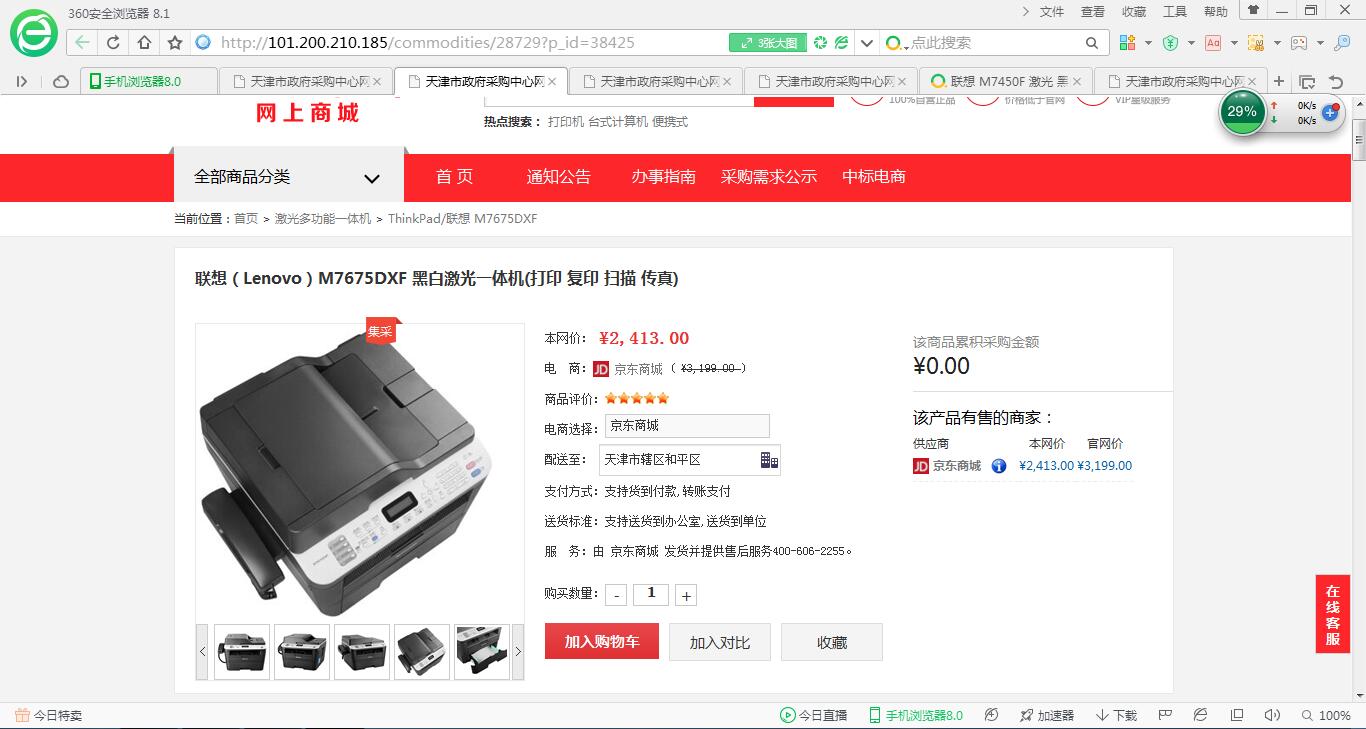 360安全浏览器 8.1
文件 查看 收藏 工具 帮助
http://101.200.210.185/commodities/28729?p_id=38425
3张大图
点此搜索
手机浏览器8.0
天津市政府采购中心网
天津市政府采购中心网
天津市政府采购中心网
天津市政府采购中心网
联想 M7450F 激光 黑
天津市政府采购中心网
网上商城
100%自营正品 价格低于官网 VIP星级服务
热点搜索： 打印机 台式计算机 便携式
29%
0K/s
0K/s
全部商品分类
首 页 通知公告 办事指南 采购需求公示 中标电商
当前位置：首页 > 激光多功能一体机 > ThinkPad/联想 M7675DXF
联想（Lenovo）M7675DXF 黑白激光一体机(打印 复印 扫描 传真)
集采
本网价： ¥2,413.00
电 商： JD 京东商城 （ ¥3,199.00 ）
商品评价：
电商选择： 京东商城
配送至： 天津市辖区和平区
支付方式：支持货到付款,转账支付
送货标准：支持送货到办公室,送货到单位
服 务：由 京东商城 发货并提供售后服务400-606-2255。
购买数量： - 1 +
加入购物车 加入对比 收藏
该商品累积采购金额
¥0.00
该产品有售的商家：
供应商 本网价 官网价
JD 京东商城 ¥2,413.00 ¥3,199.00
在线客服
今日特卖
今日直播 手机浏览器8.0 加速器 下载 100%